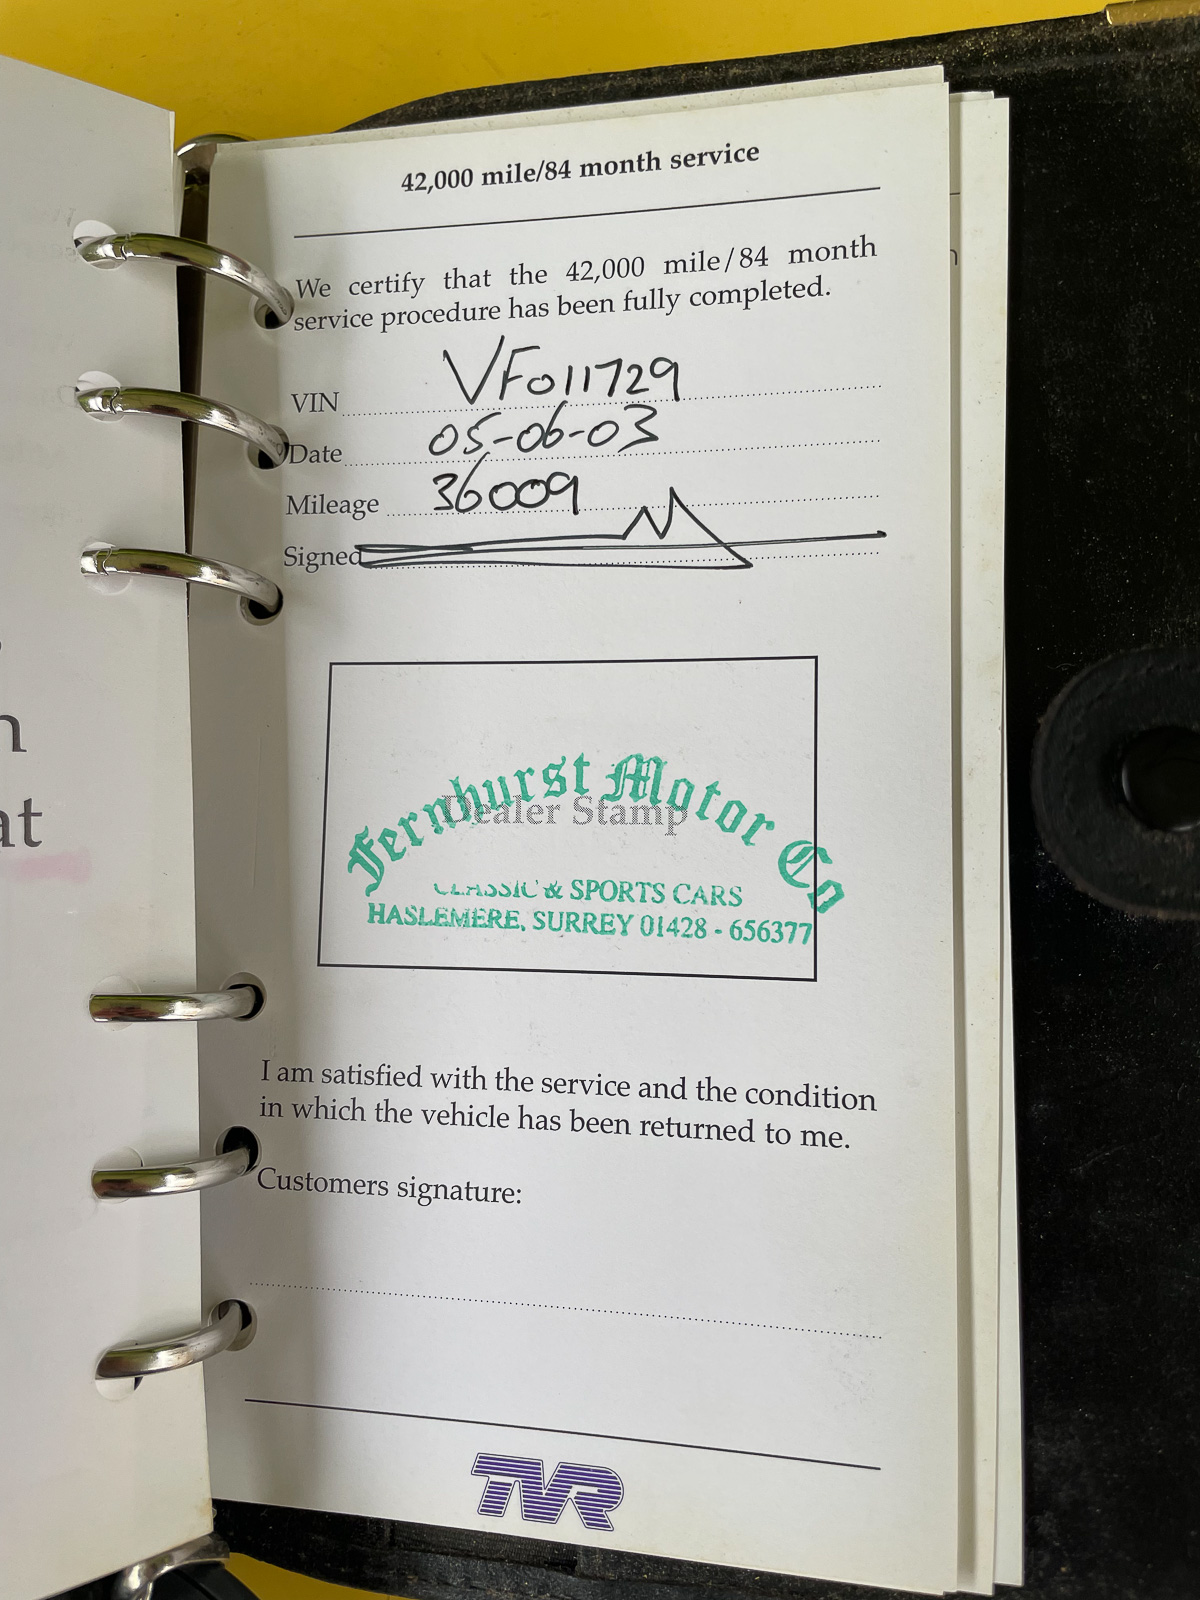 42,000 mile/84 month service
We certify that the 42,000 mile/84 month
service procedure has been fully completed.
VIN VF011729
Date 05-06-03
Mileage 36009
Signed
Dealer Stamp
Fernhurst Motor Co
CLASSIC & SPORTS CARS
HASLEMERE, SURREY 01428 - 656377
I am satisfied with the service and the condition
in which the vehicle has been returned to me.
Customers signature:
TVR